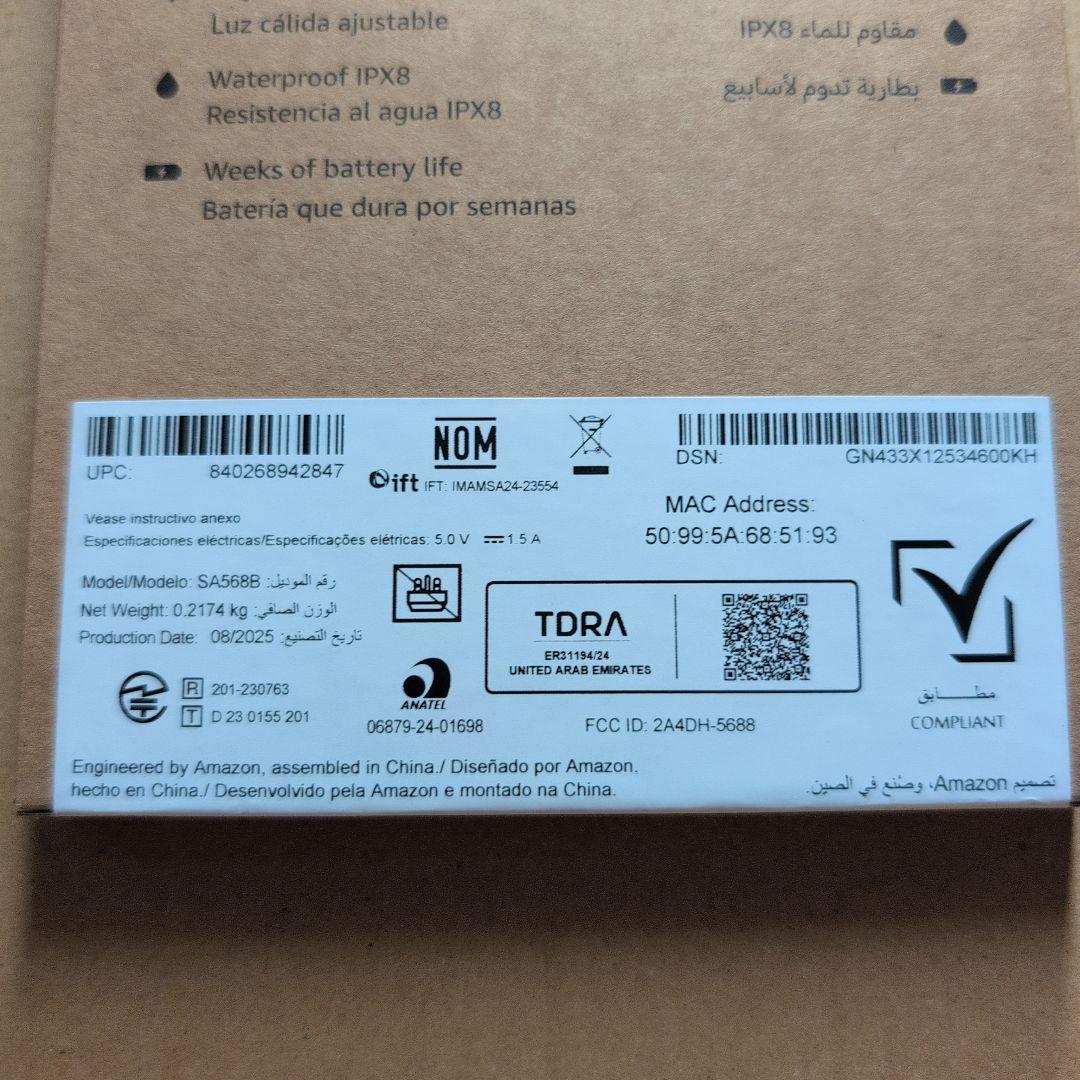 Luz cálida ajustable
Waterproof IPX8
Resistencia al agua IPX8
Weeks of battery life
Batería que dura por semanas
مقاوم للماء IPX8
بطارية تدوم لأسابيع
UPC: 840268942847
NOM
ift IFT: IMAMSA24-23554
DSN: GN433X12534600KH
MAC Address:
50:99:5A:68:51:93
Véase instructivo anexo
Especificaciones eléctricas/Especificações elétricas: 5.0 V 1.5 A
Model/Modelo: SA568B رقم الموديل:
Net Weight: 0.2174 kg الوزن الصافي:
Production Date: 08/2025 تاريخ التصنيع:
R 201-230763
T D 23 0155 201
ANATEL
06879-24-01698
TDRA
ER31194/24
UNITED ARAB EMIRATES
FCC ID: 2A4DH-5688
مطابق
COMPLIANT
Engineered by Amazon, assembled in China./ Diseñado por Amazon,
hecho en China./ Desenvolvido pela Amazon e montado na China.
تصميم Amazon، وصُنع في الصين.